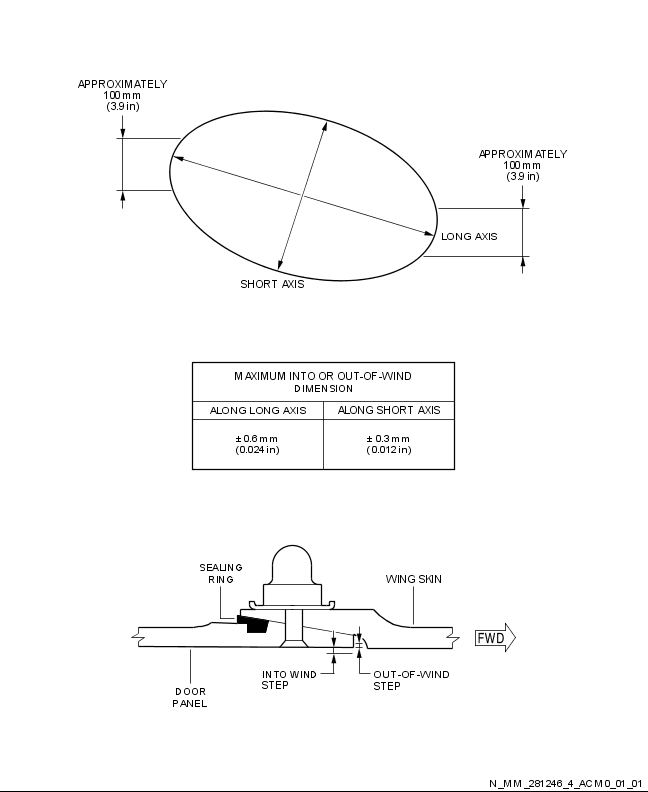 APPROXIMATELY
100 mm
(3.9 in)
APPROXIMATELY
100 mm
(3.9 in)
LONG AXIS
SHORT AXIS
MAXIMUM INTO OR OUT-OF-WIND
DIMENSION
ALONG LONG AXIS
ALONG SHORT AXIS
± 0.6 mm
(0.024 in)
± 0.3 mm
(0.012 in)
SEALING
RING
WING SKIN
FWD
INTO WIND
STEP
OUT-OF-WIND
STEP
DOOR
PANEL
N_MM_281246_4_ACM0_01_01